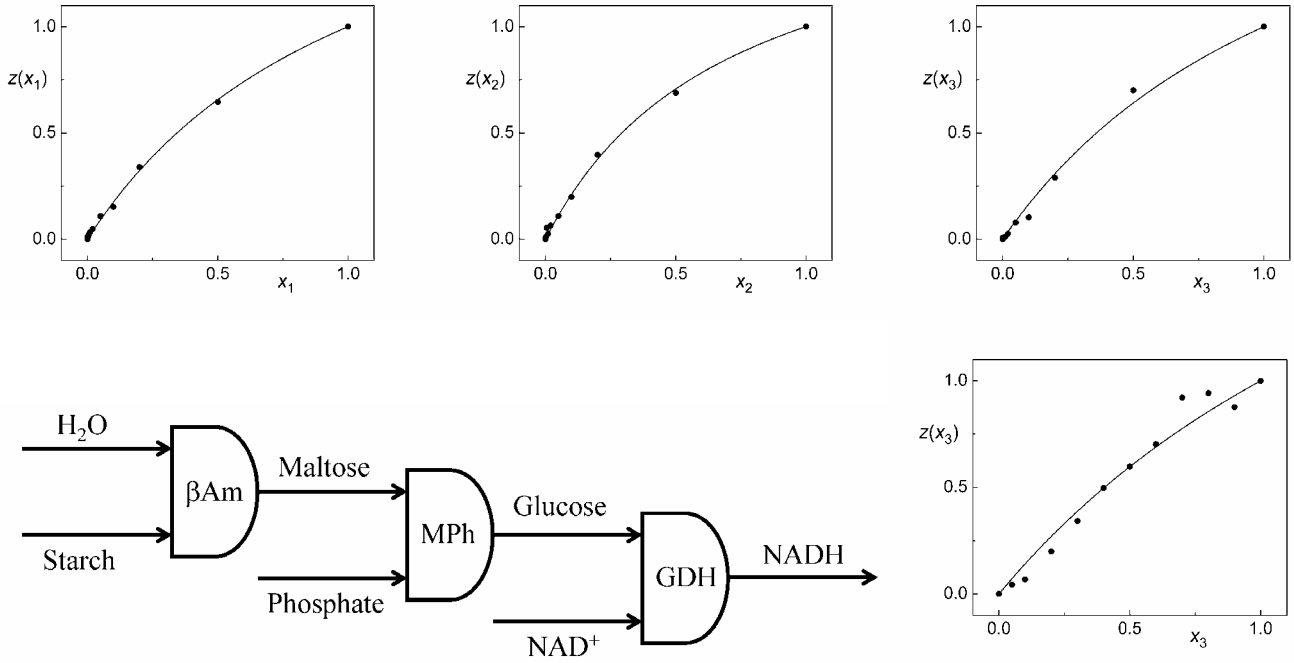 1.0
z(x₁)
0.5
0.0
0.0 0.5 1.0
x₁
1.0
z(x₂)
0.5
0.0
0.0 0.5 1.0
x₂
1.0
z(x₃)
0.5
0.0
0.0 0.5 1.0
x₃
H₂O
Starch
βAm
Maltose
Phosphate
MPh
Glucose
NAD⁺
GDH
NADH
1.0
z(x₃)
0.5
0.0
0.0 0.5 1.0
x₃